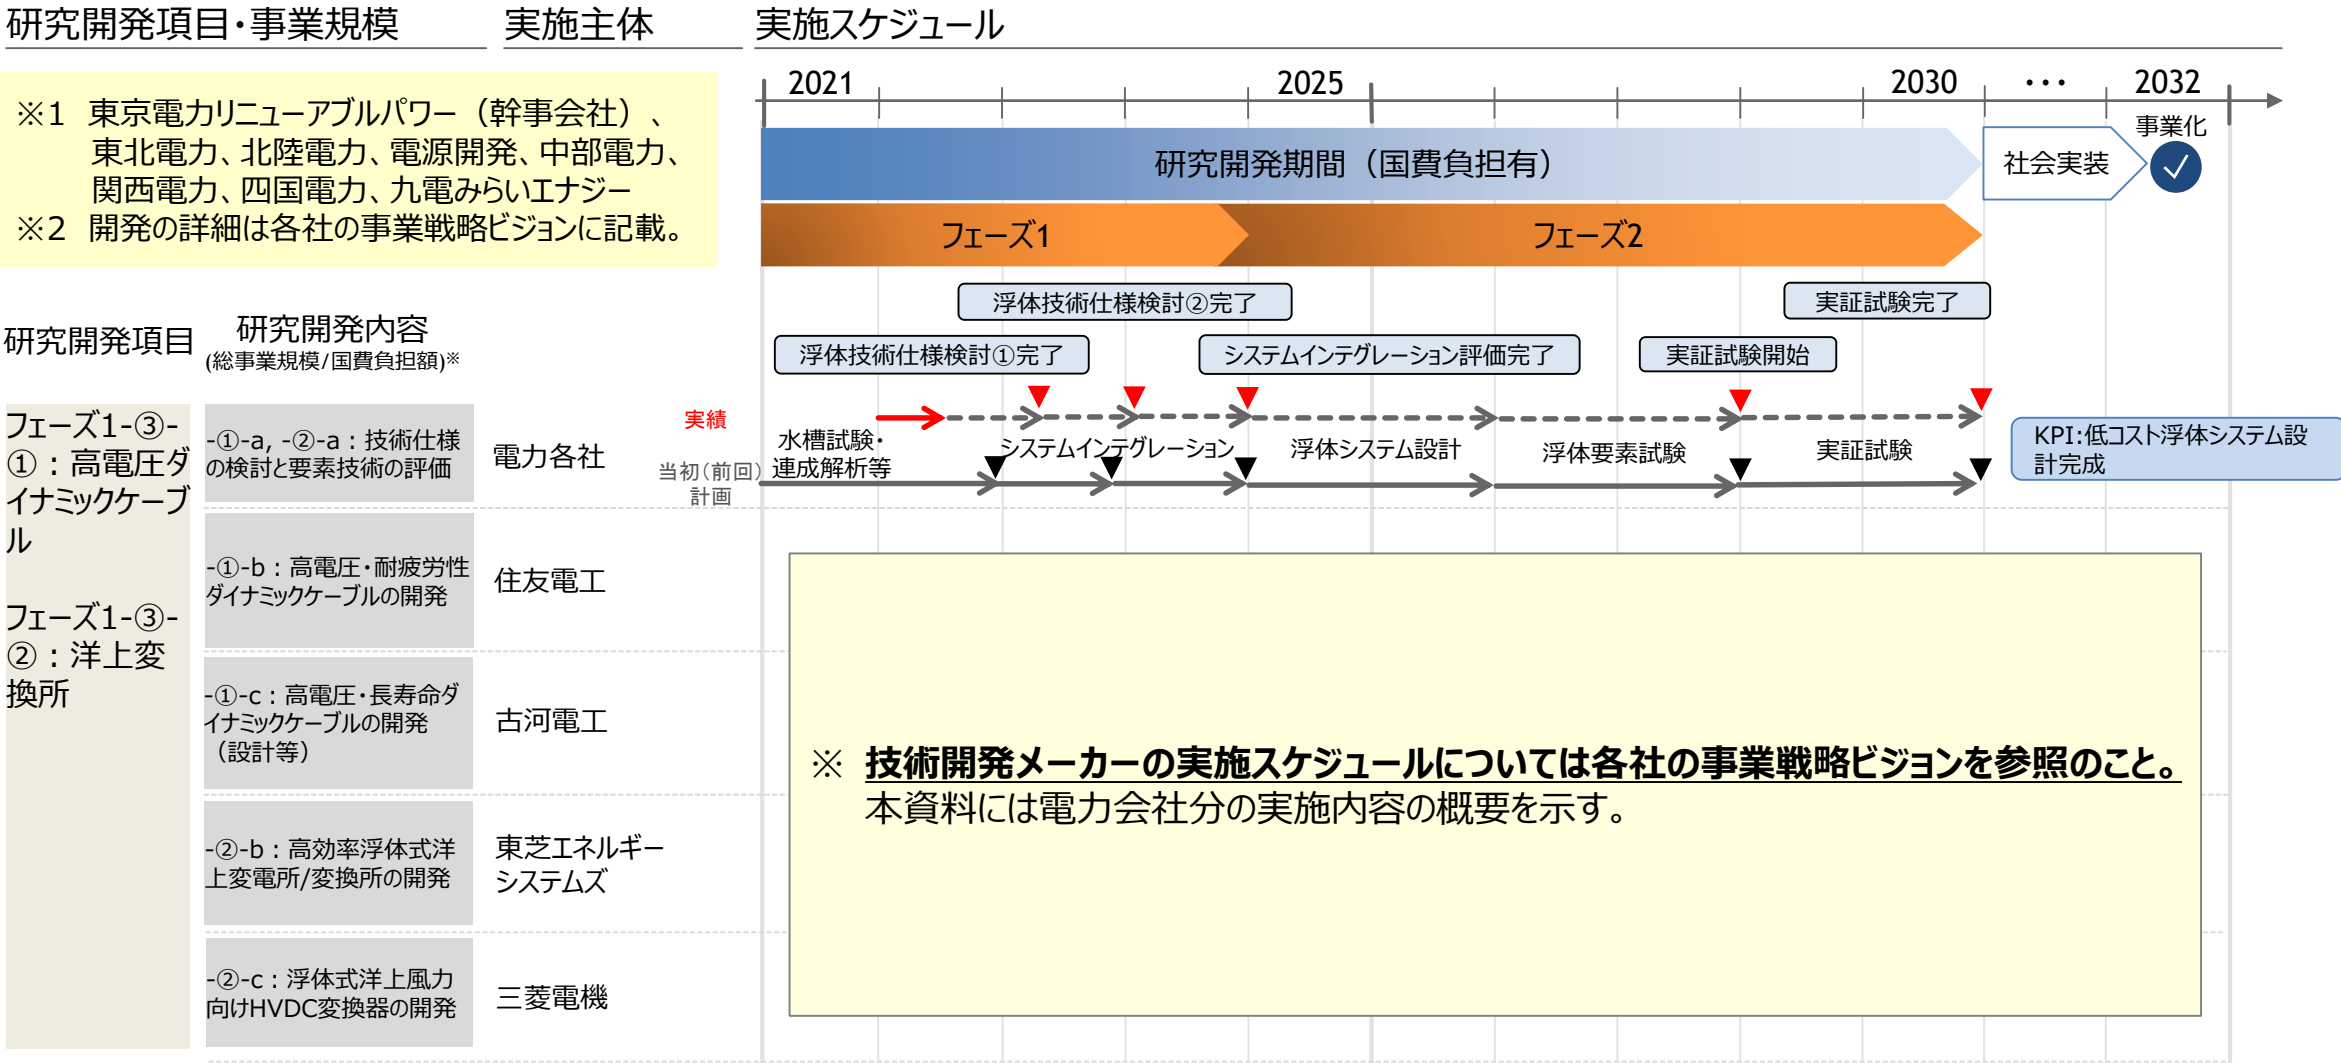 研究開発項目・事業規模
実施主体
実施スケジュール
※1 東京電力リニューアブルパワー（幹事会社）、
東北電力、北陸電力、電源開発、中部電力、
関西電力、四国電力、九電みらいエナジー
※2 開発の詳細は各社の事業戦略ビジョンに記載。
2021
2025
2030
・・・
2032
事業化
研究開発期間（国費負担有）
社会実装
フェーズ1
フェーズ2
浮体技術仕様検討②完了
実証試験完了
浮体技術仕様検討①完了
システムインテグレーション評価完了
実証試験開始
研究開発項目
研究開発内容
(総事業規模/国費負担額)※
フェーズ1-③-
①：高電圧ダ
イナミックケーブ
ル
フェーズ1-③-
②：洋上変
換所
-①-a, -②-a：技術仕様
の検討と要素技術の評価
電力各社
実績
当初（前回）
計画
水槽試験・
連成解析等
システムインテグレーション
浮体システム設計
浮体要素試験
実証試験
KPI:低コスト浮体システム設
計完成
-①-b：高電圧・耐疲労性
ダイナミックケーブルの開発
住友電工
-①-c：高電圧・長寿命ダ
イナミックケーブルの開発
（設計等）
古河電工
-②-b：高効率浮体式洋
上変電所/変換所の開発
東芝エネルギー
システムズ
-②-c：浮体式洋上風力
向けHVDC変換器の開発
三菱電機
※ 技術開発メーカーの実施スケジュールについては各社の事業戦略ビジョンを参照のこと。
本資料には電力会社分の実施内容の概要を示す。